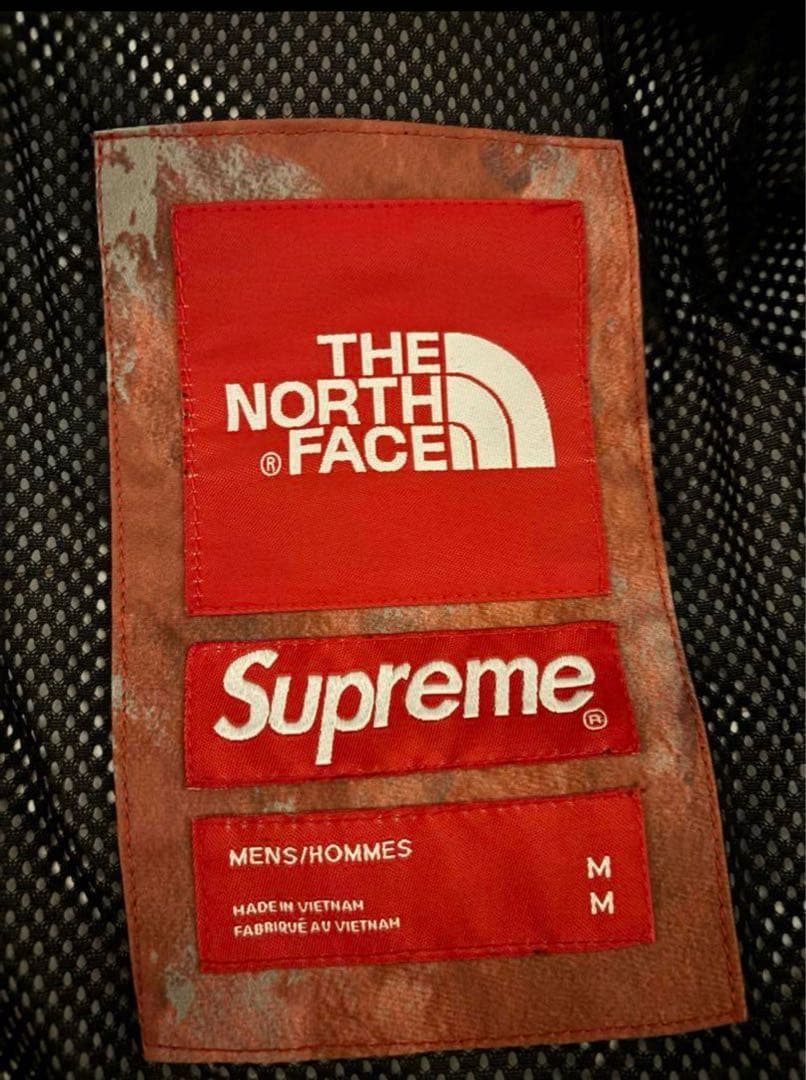 THE
NORTH
® FACE
Supreme®
MENS/HOMMES
M
MADE IN VIETNAM
M
FABRIQUÉ AU VIETNAM